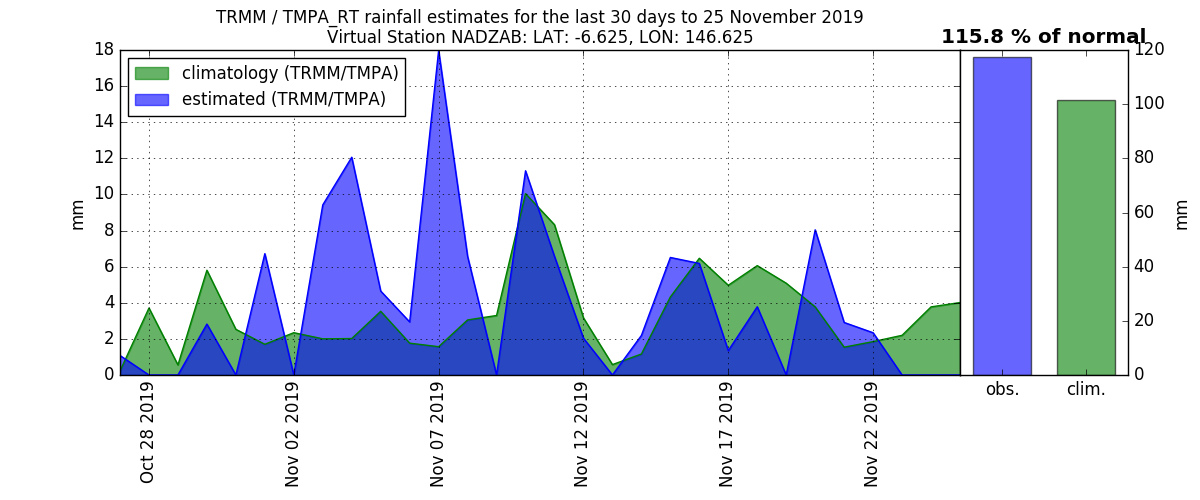 TRMM / TMPA_RT rainfall estimates for the last 30 days to 25 November 2019
Virtual Station NADZAB: LAT: -6.625, LON: 146.625
115.8 % of normal
climatology (TRMM/TMPA)
estimated (TRMM/TMPA)
18
16
14
12
10
8
6
4
2
0
mm
Oct 28 2019
Nov 02 2019
Nov 07 2019
Nov 12 2019
Nov 17 2019
Nov 22 2019
120
100
80
60
40
20
0
mm
obs.
clim.